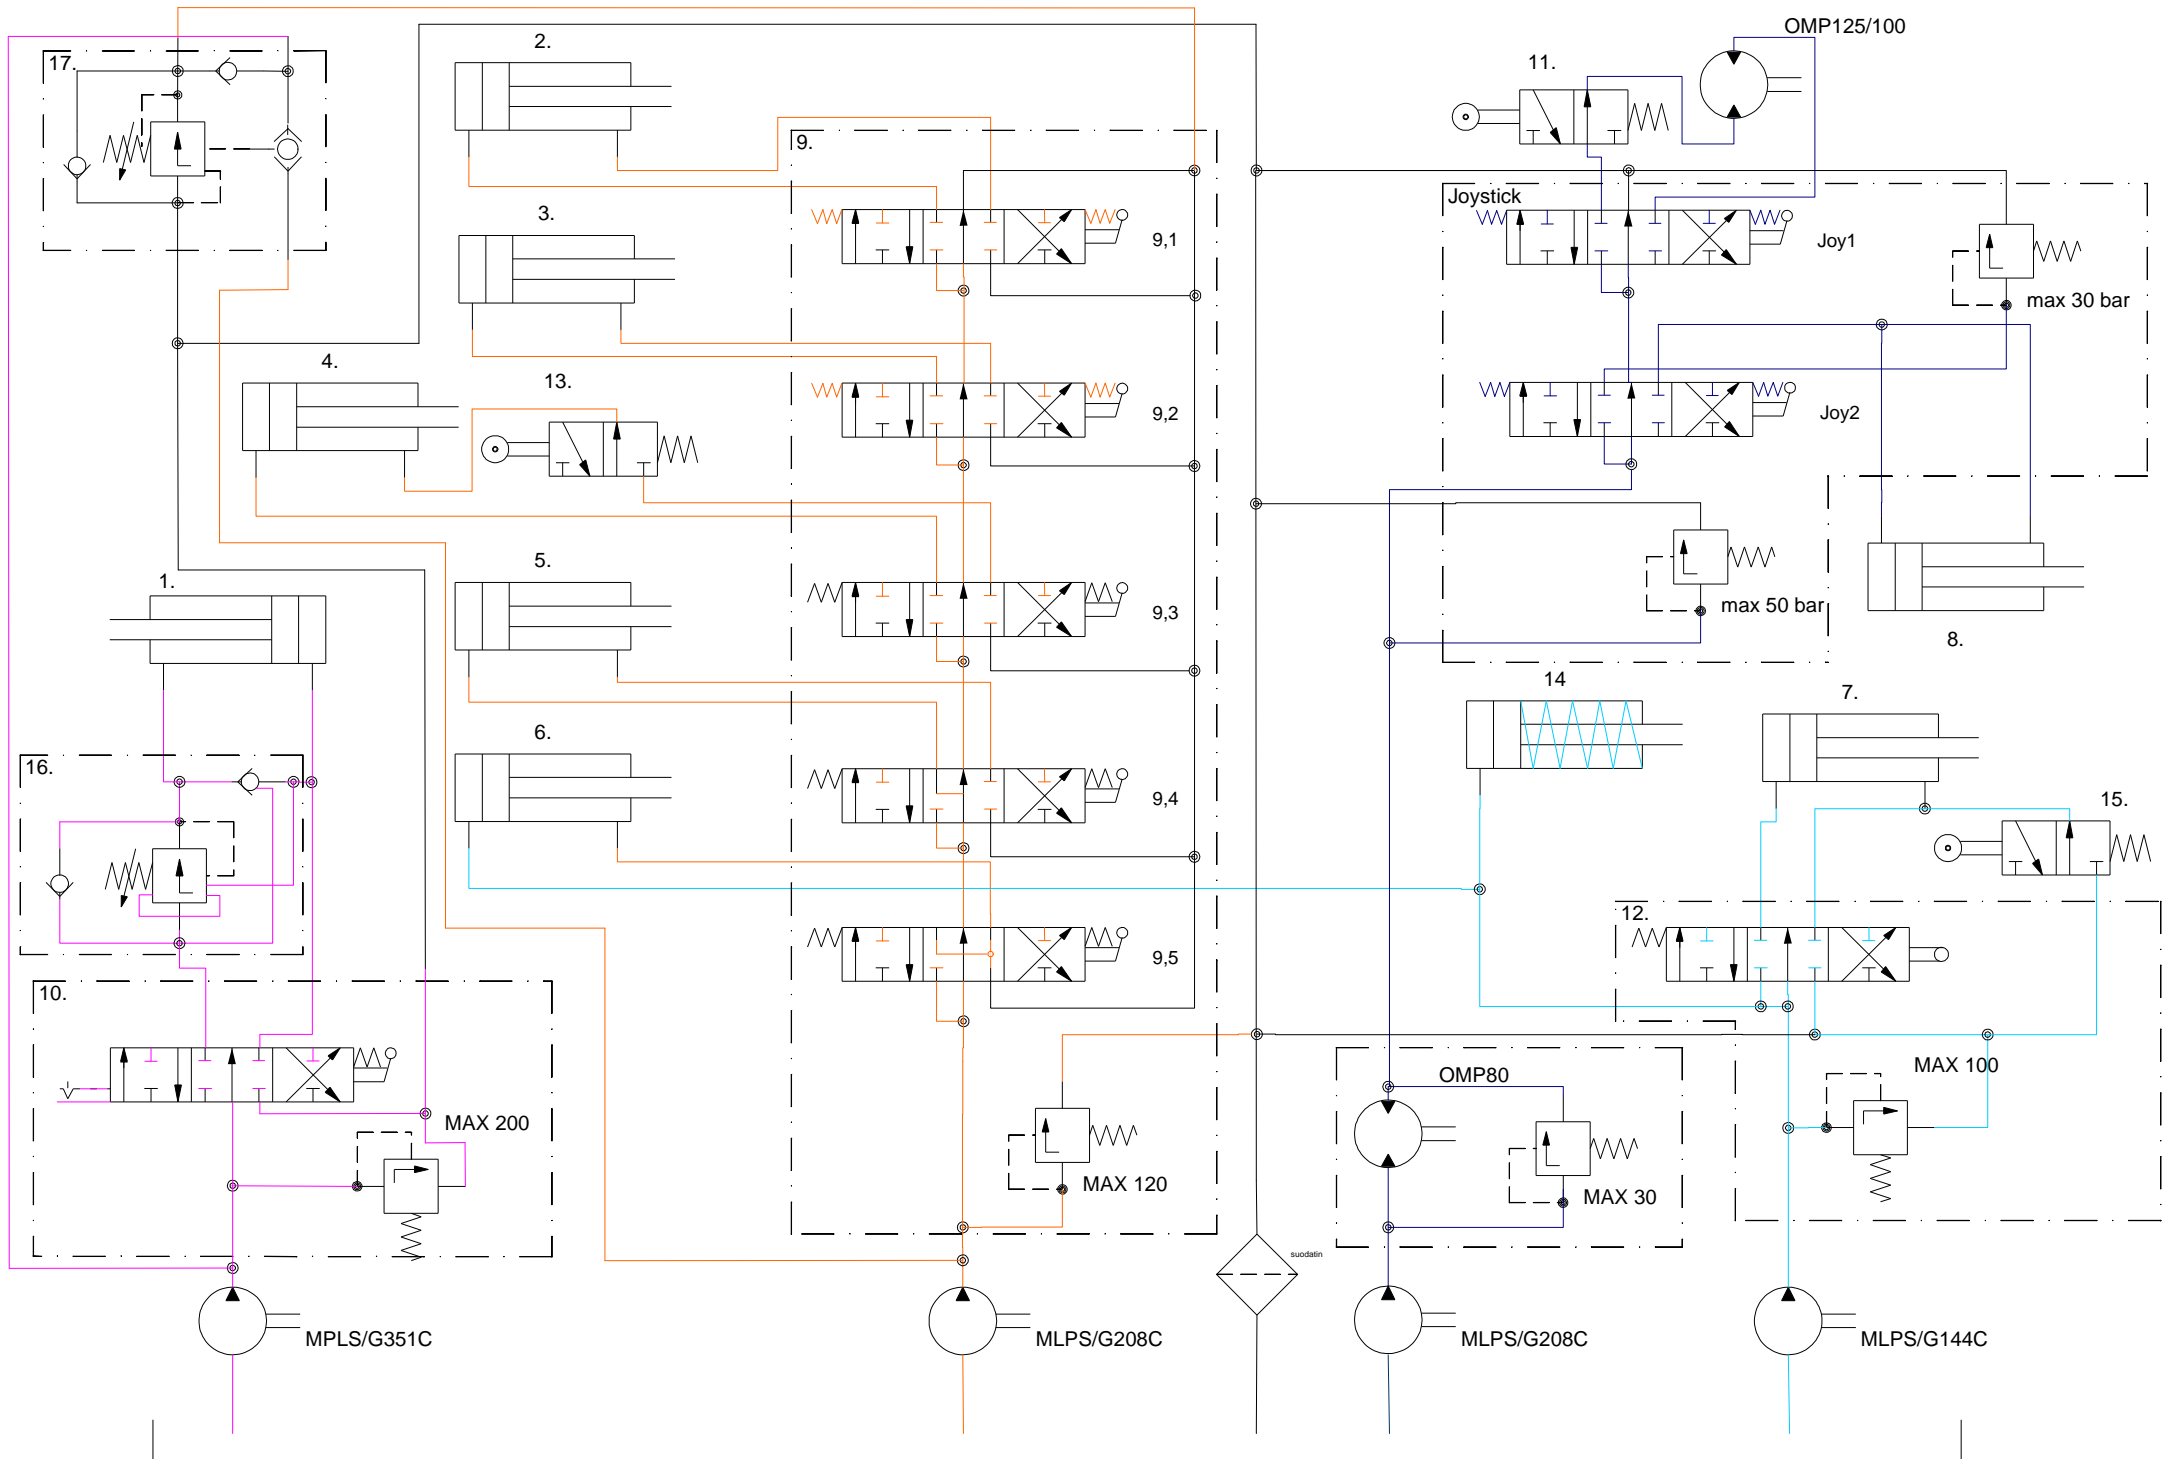 OMP125/100
2.
11.
17.
9.
Joystick
3.
9,1
Joy1
max 30 bar
4.
13.
9,2
Joy2
5.
1.
max 50 bar
9,3
8.
14
7.
6.
16.
9,4
15.
12.
9,5
10.
MAX 100
OMP80
MAX 200
MAX 120
MAX 30
suodatin
MPLS/G351C
MLPS/G208C
MLPS/G208C
MLPS/G144C